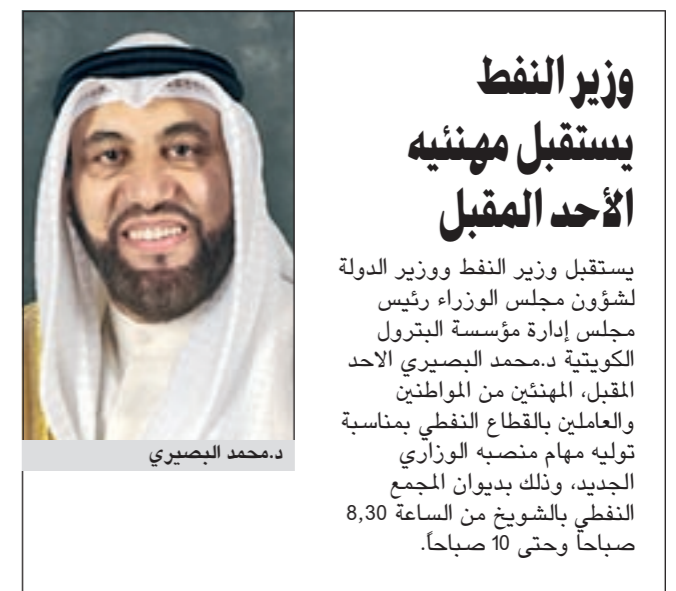 وزير النفط
يستقبل مهنئيه
الأحد المقبل
يستقبل وزير النفط ووزير الدولة
لشؤون مجلس الوزراء رئيس
مجلس إدارة مؤسسة البترول
الكويتية د.محمد البصيري الاحد
المقبل، المهنئين من المواطنين
والعاملين بالقطاع النفطي بمناسبة
توليه مهام منصبه الوزاري
الجديد، وذلك بديوان المجمع
النفطي بالشويخ من الساعة 8,30
صباحاً وحتى 10 صباحاً.
د.محمد البصيري